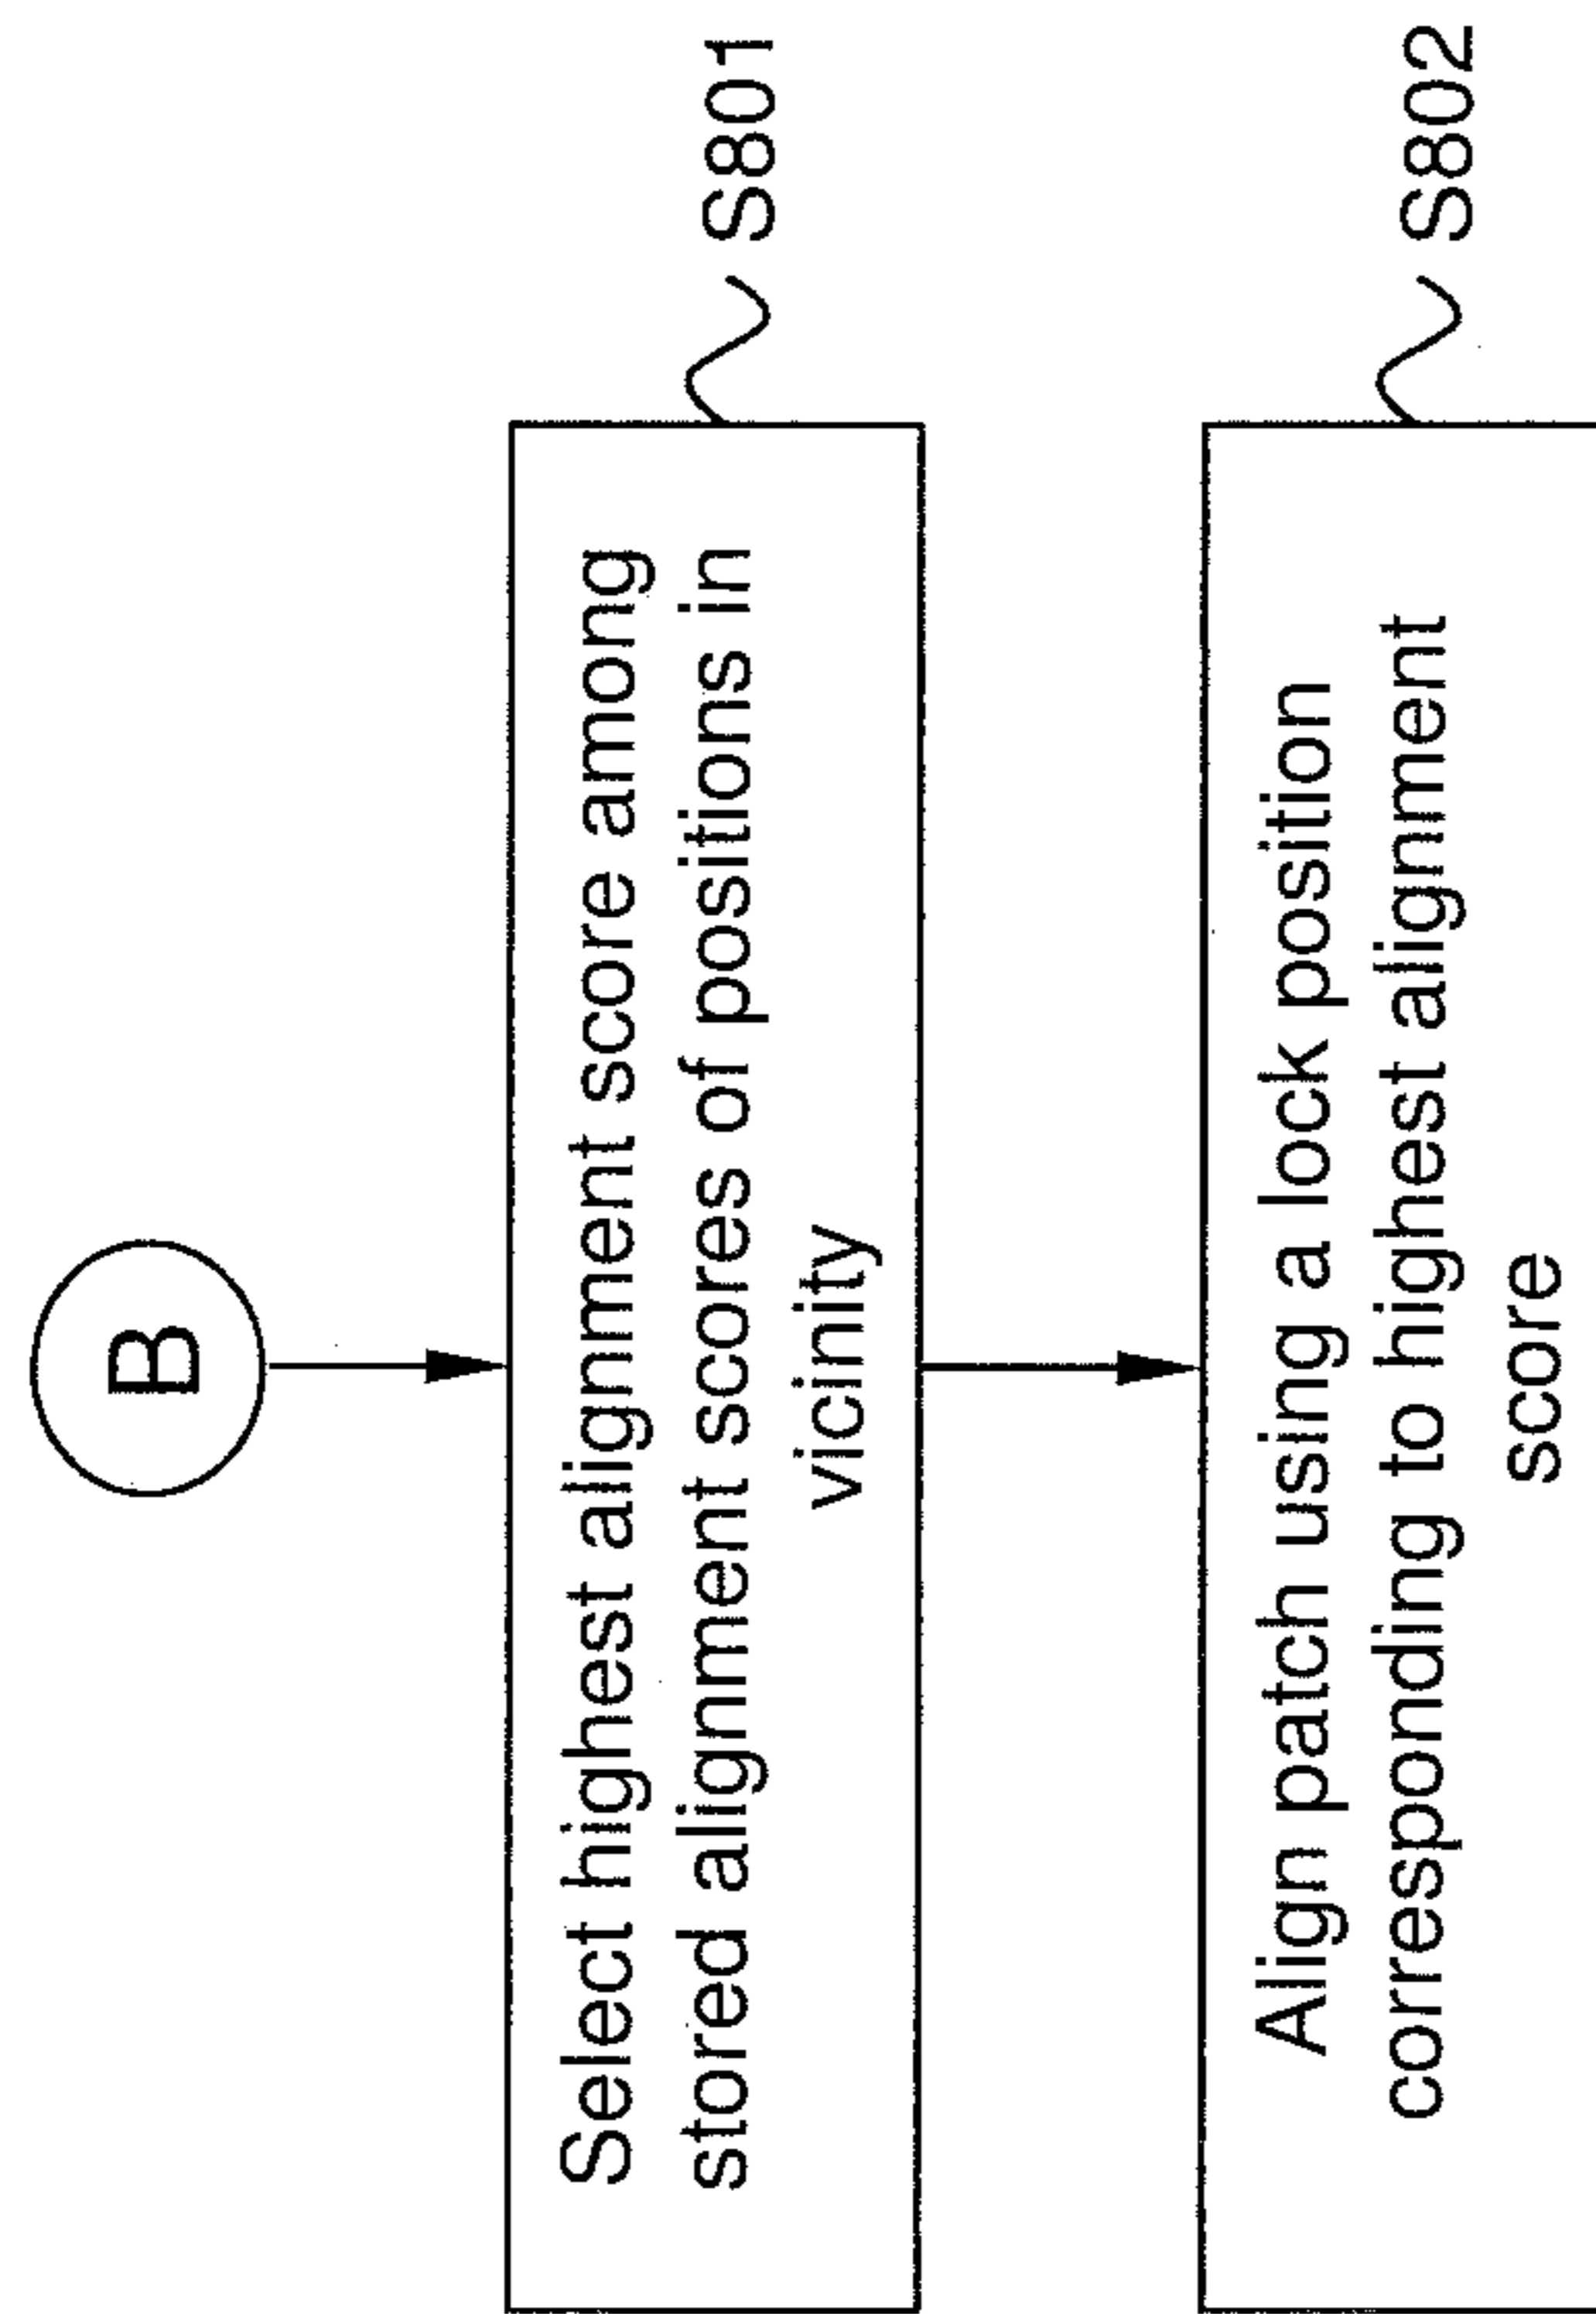 B
Select highest alignment score among
stored alignment scores of positions in
vicinity
S801
Align patch using a lock position
corresponding to highest alignment
score
S802